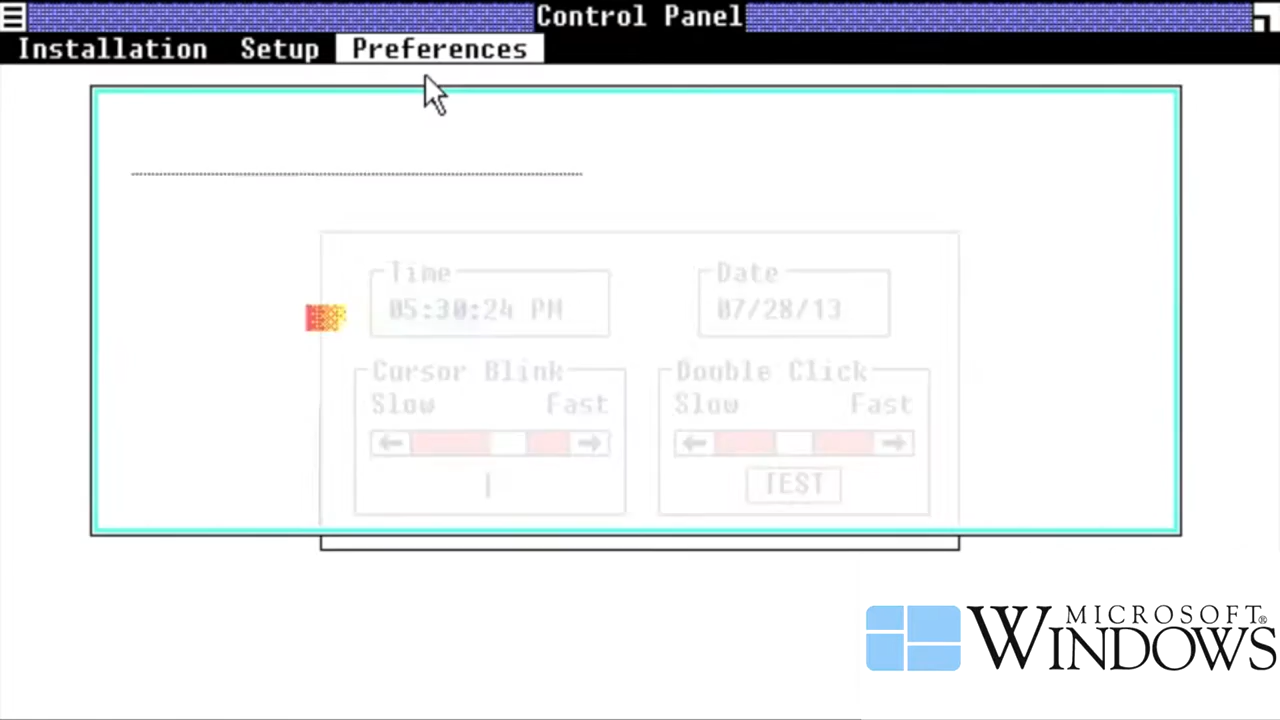 Control Panel
Installation Setup Preferences
Time Date
05:30:24 PM 07/28/13
Cursor Blink Double Click
Slow Fast Slow Fast
TEST
MICROSOFT®
WINDOWS